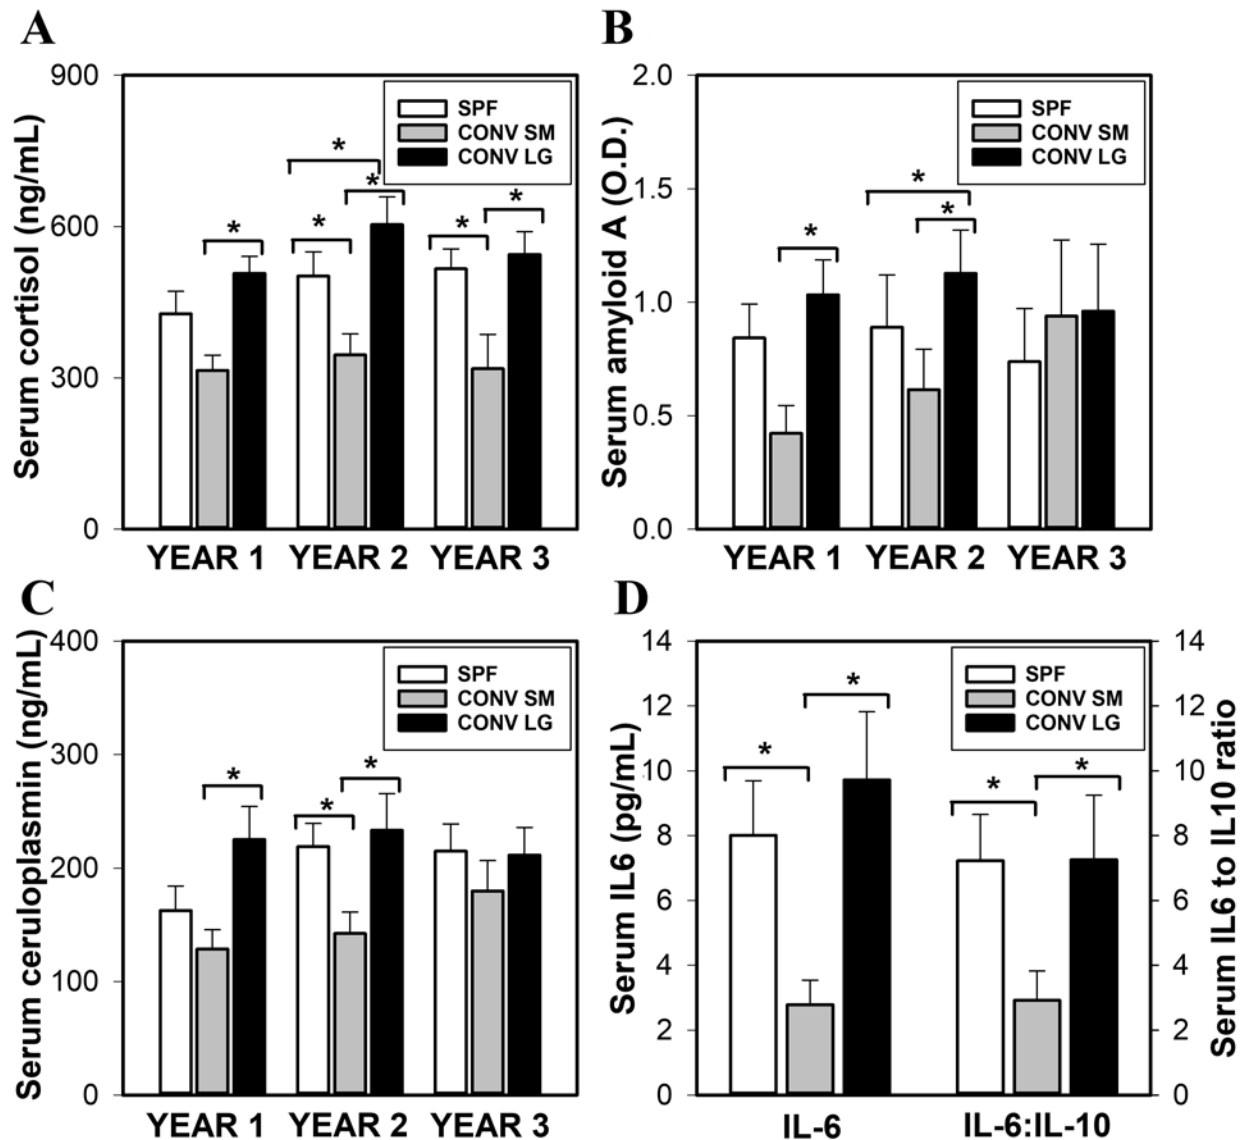 A
Serum cortisol (ng/mL)
900
600
300
0
SPF
CONV SM
CONV LG
*
*
*
*
*
*
YEAR 1 YEAR 2 YEAR 3
B
Serum amyloid A (O.D.)
2.0
1.5
1.0
0.5
0.0
SPF
CONV SM
CONV LG
*
*
*
YEAR 1 YEAR 2 YEAR 3
C
Serum ceruloplasmin (ng/mL)
400
300
200
100
0
SPF
CONV SM
CONV LG
*
*
*
YEAR 1 YEAR 2 YEAR 3
D
Serum IL6 (pg/mL)
14
12
10
8
6
4
2
0
SPF
CONV SM
CONV LG
*
*
*
*
IL-6 IL-6:IL-10
14
12
10
8
6
4
2
0
Serum IL6 to IL10 ratio